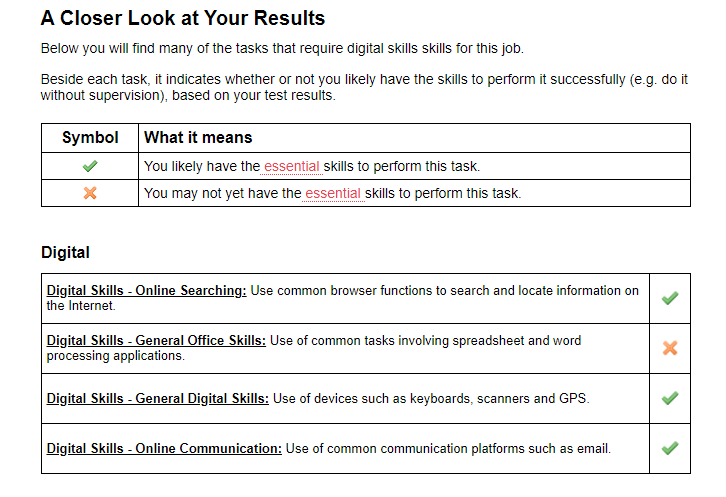 A Closer Look at Your Results
Below you will find many of the tasks that require digital skills skills for this job.
Beside each task, it indicates whether or not you likely have the skills to perform it successfully (e.g. do it
without supervision), based on your test results.
Symbol What it means
You likely have the essential skills to perform this task.
You may not yet have the essential skills to perform this task.
Digital
Digital Skills - Online Searching: Use common browser functions to search and locate information on
the Internet.
Digital Skills - General Office Skills: Use of common tasks involving spreadsheet and word
processing applications.
Digital Skills - General Digital Skills: Use of devices such as keyboards, scanners and GPS.
Digital Skills - Online Communication: Use of common communication platforms such as email.